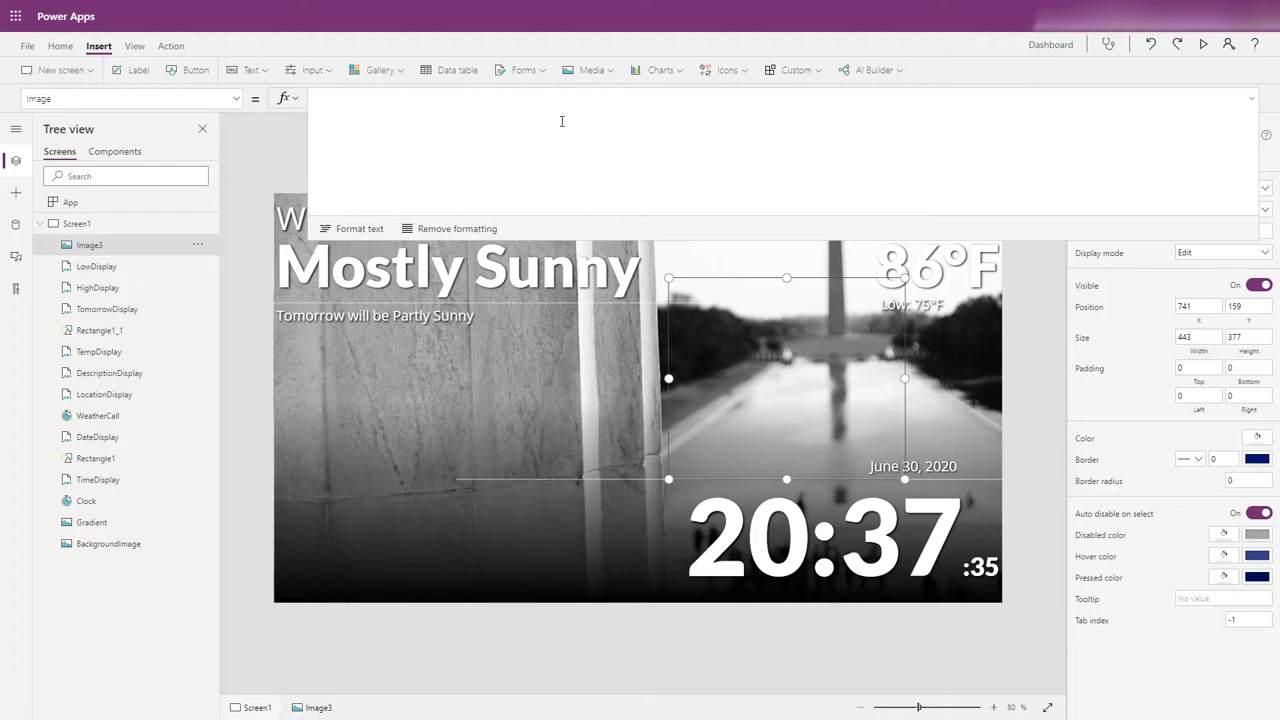 Power Apps
File Home Insert View Action Dashboard ?
New screen Label Button Text Input Gallery Data table Forms Media Charts Icons Custom AI Builder
Image = fx
Tree view
Screens Components
Search
App
Screen1
Image3 ...
LowDisplay
HighDisplay
TomorrowDisplay
Rectangle1_1
TempDisplay
DescriptionDisplay
LocationDisplay
WeatherCall
DateDisplay
Rectangle1
TimeDisplay
Clock
Gradient
BackgroundImage
Format text Remove formatting
W
Mostly Sunny
Tomorrow will be Partly Sunny
86°F
Low: 75°F
June 30, 2020
20:37 :35
?
Display mode Edit
Visible On
Position 741 159
X Y
Size 443 377
Width Height
Padding 0 0
Top Bottom
0 0
Left Right
Color
Border 0
Border radius 0
Auto disable on select On
Disabled color
Hover color
Pressed color
Tooltip No value
Tab index -1
Screen1 Image3 80 %